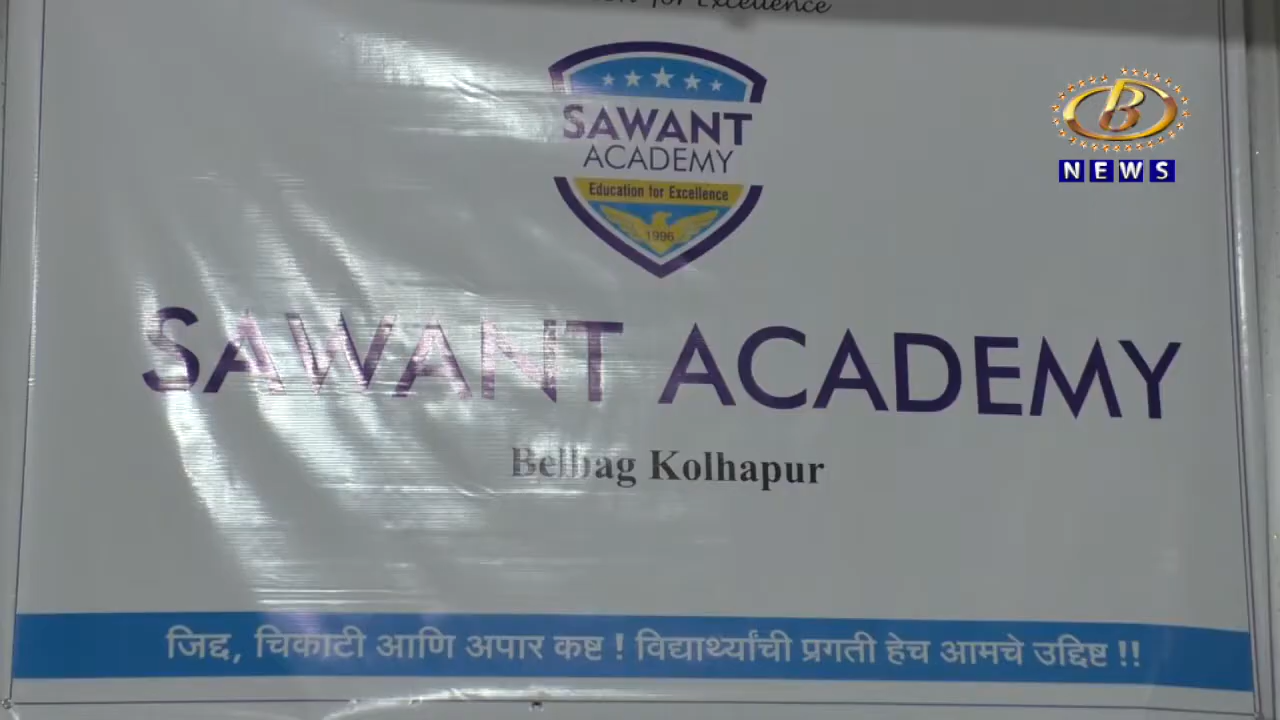 for Excellence
SAWANT
ACADEMY
Education for Excellence
1996
B
NEWS
SAWANT ACADEMY
Belbag Kolhapur
जिद्द, चिकाटी आणि अपार कष्ट ! विद्यार्थ्यांची प्रगती हेच आमचे उद्दिष्ट !!